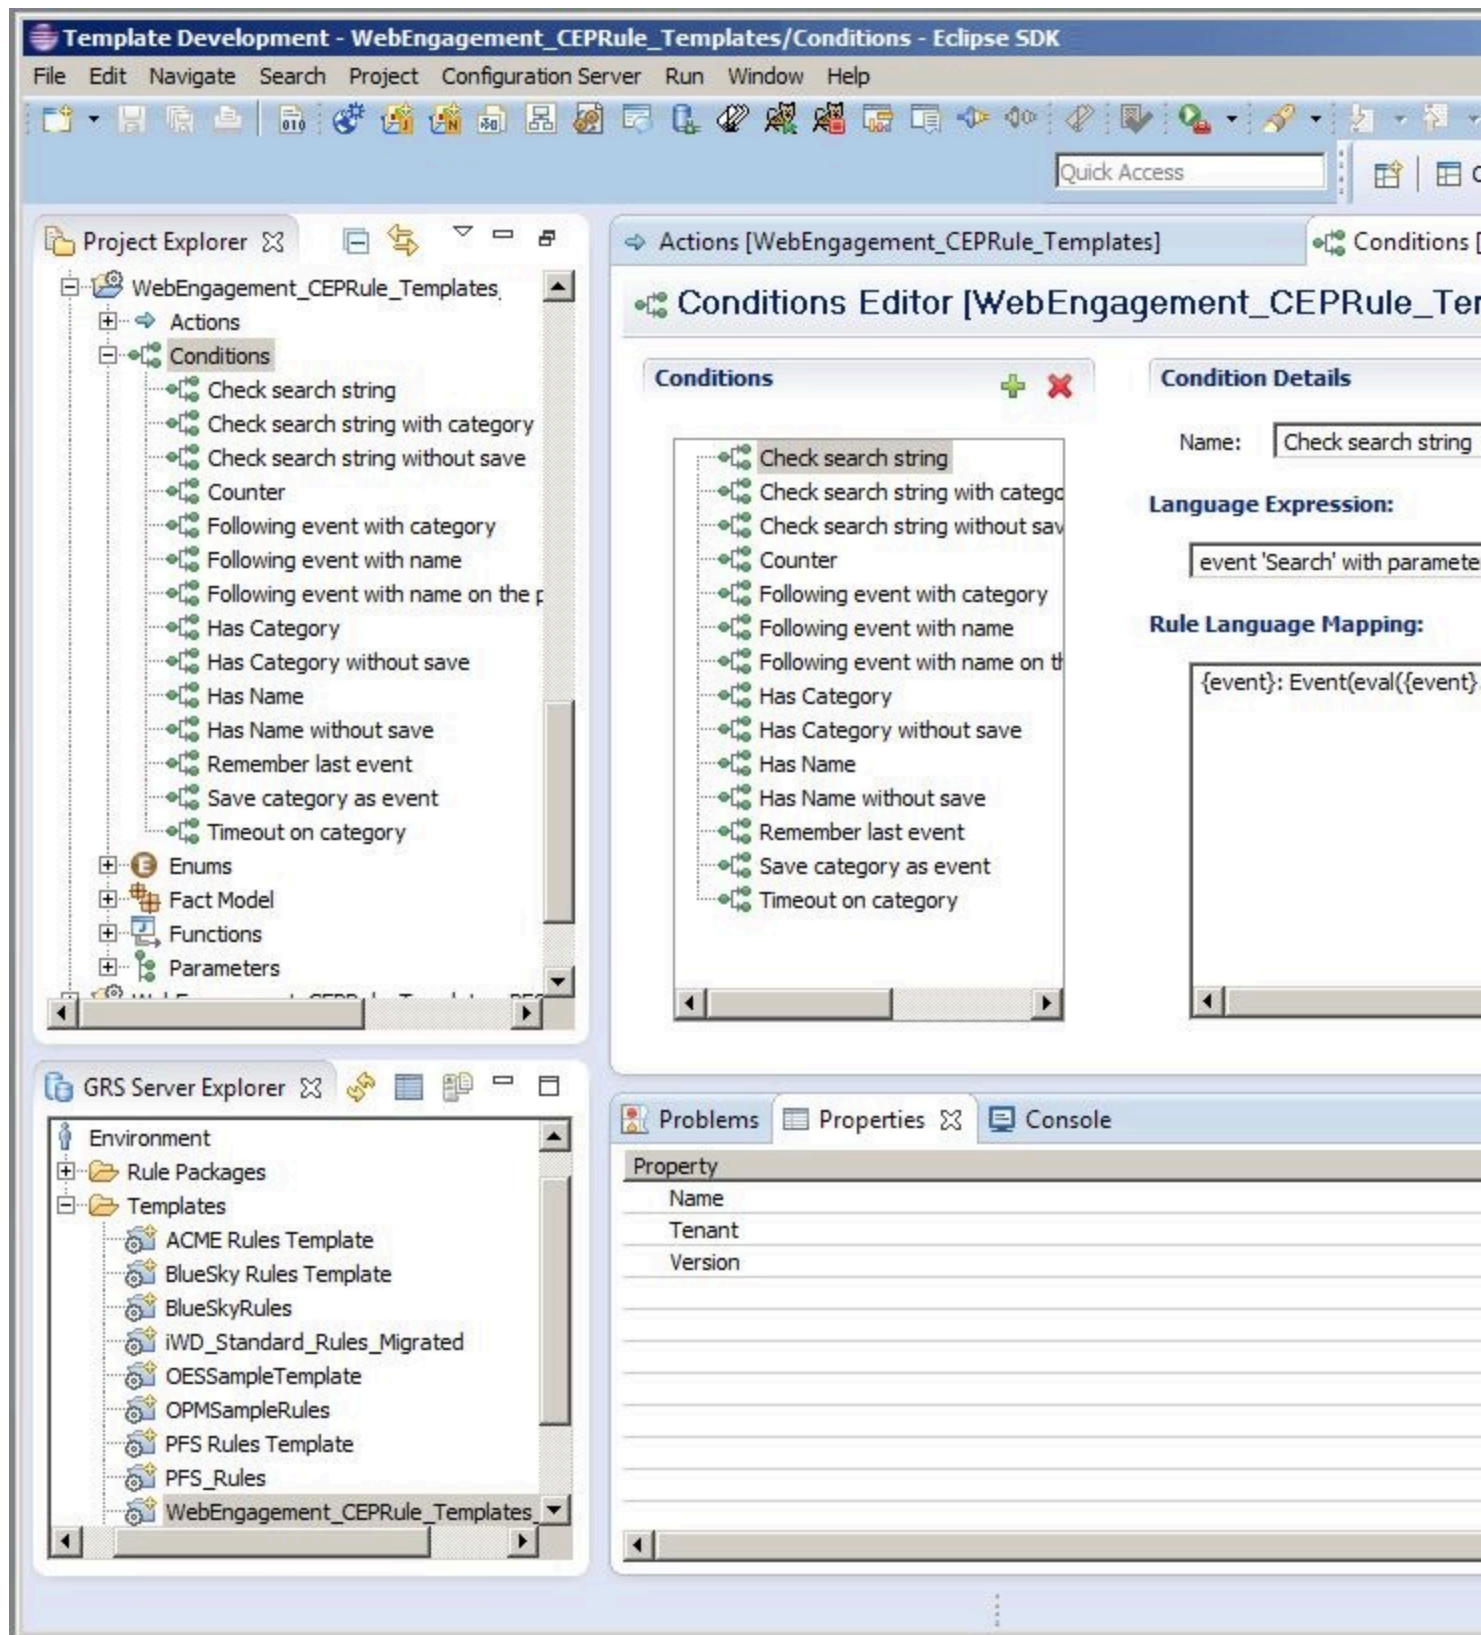 Template Development - WebEngagement_CEPRule_Templates/Conditions - Eclipse SDK
File Edit Navigate Search Project Configuration Server Run Window Help
Quick Access
Project Explorer
WebEngagement_CEPRule_Templates_
Actions
Conditions
Check search string
Check search string with category
Check search string without save
Counter
Following event with category
Following event with name
Following event with name on the
Has Category
Has Category without save
Has Name
Has Name without save
Remember last event
Save category as event
Timeout on category
Enums
Fact Model
Functions
Parameters
GRS Server Explorer
Environment
Rule Packages
Templates
ACME Rules Template
BlueSky Rules Template
BlueSkyRules
iWD_Standard_Rules_Migrated
OESSampleTemplate
OPMSampleRules
PFS Rules Template
PFS_Rules
WebEngagement_CEPRule_Templates_
Actions [WebEngagement_CEPRule_Templates]
Conditions [
Conditions Editor [WebEngagement_CEPRule_Ter
Conditions
Check search string
Check search string with catego
Check search string without sav
Counter
Following event with category
Following event with name
Following event with name on th
Has Category
Has Category without save
Has Name
Has Name without save
Remember last event
Save category as event
Timeout on category
Condition Details
Name: Check search string
Language Expression:
event 'Search' with paramete
Rule Language Mapping:
{event}: Event(eval({event}
Problems Properties Console
Property
Name
Tenant
Version